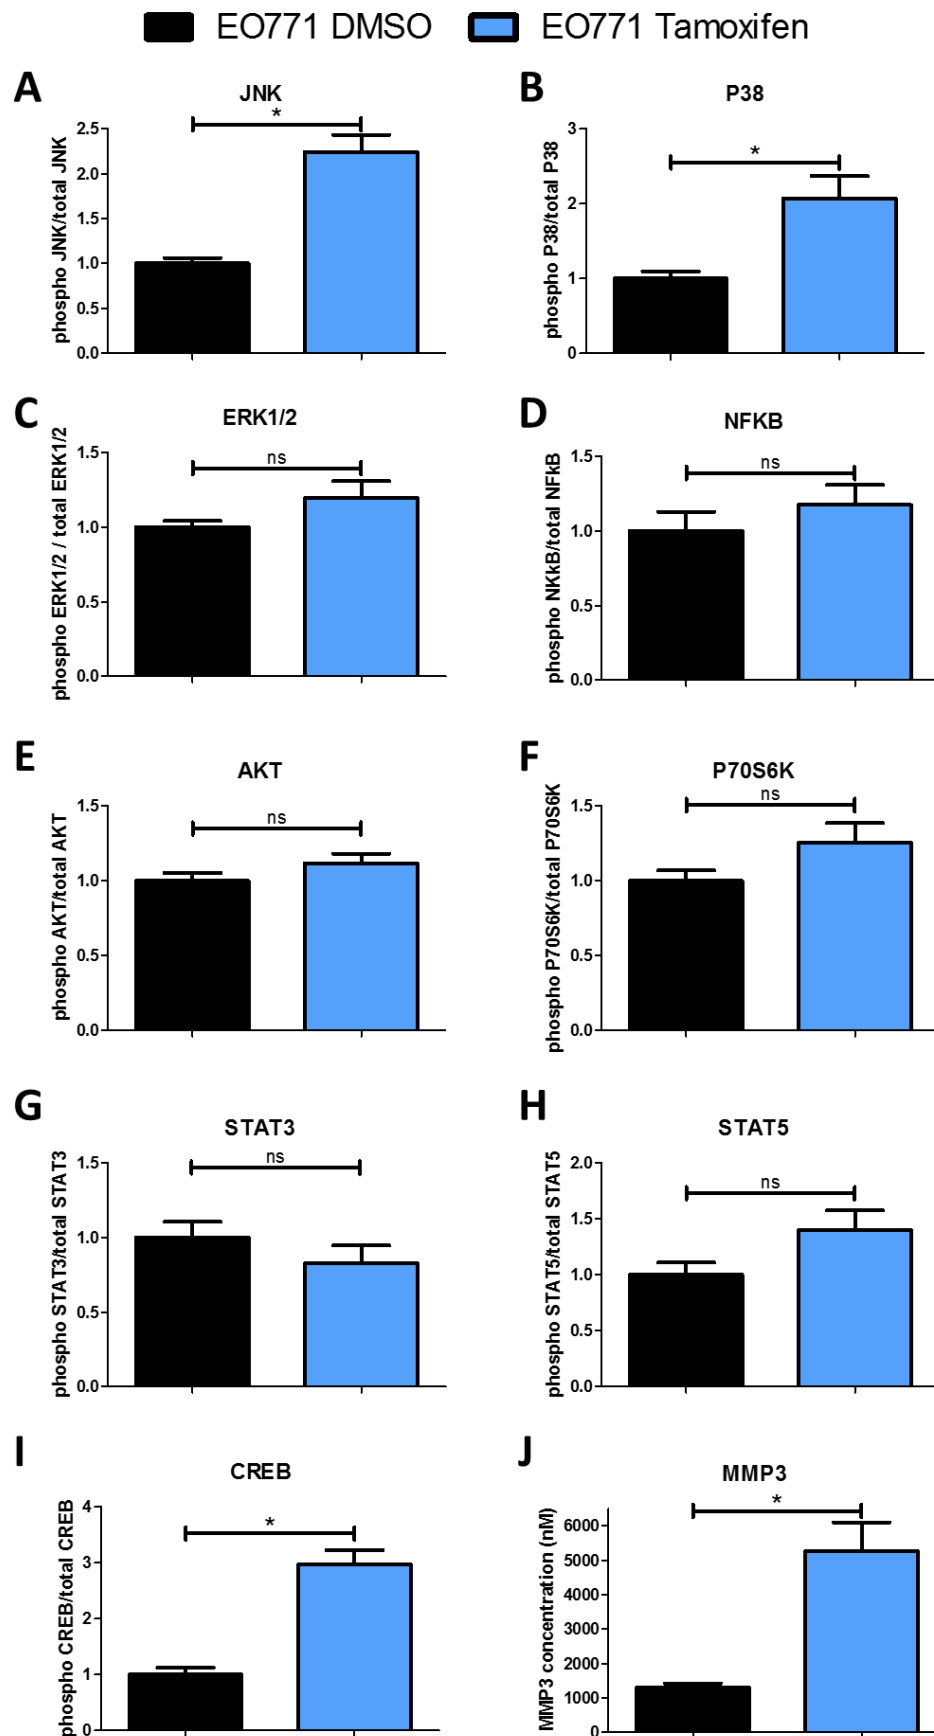 EO771 DMSO EO771 Tamoxifen
A
JNK
*
phospho JNK/total JNK
2.5
2.0
1.5
1.0
0.5
0.0
B
P38
*
phospho P38/total P38
3
2
1
0
C
ERK1/2
ns
phospho ERK1/2 / total ERK1/2
1.5
1.0
0.5
0.0
D
NFKB
ns
phospho NKkB/total NFkB
1.5
1.0
0.5
0.0
E
AKT
ns
phospho AKT/total AKT
1.5
1.0
0.5
0.0
F
P70S6K
ns
phospho P70S6K/total P70S6K
1.5
1.0
0.5
0.0
G
STAT3
ns
phospho STAT3/total STAT3
1.5
1.0
0.5
0.0
H
STAT5
ns
phospho STAT5/total STAT5
2.0
1.5
1.0
0.5
0.0
I
CREB
*
phospho CREB/total CREB
4
3
2
1
0
J
MMP3
*
MMP3 concentration (nM)
6000
5000
4000
3000
2000
1000
0